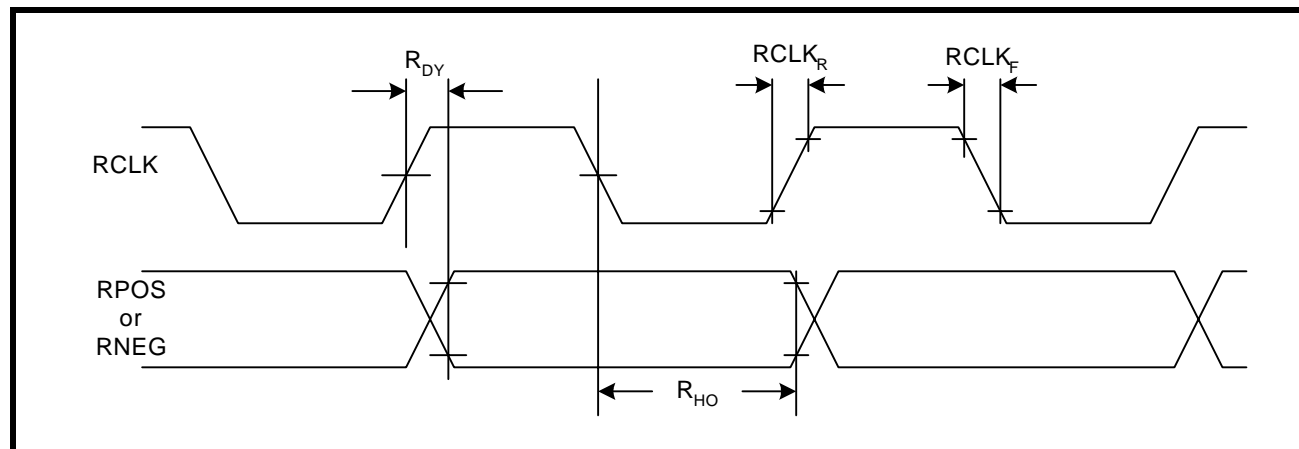 R_DY
RCLK_R
RCLK_F
RCLK
RPOS
or
RNEG
R_HO